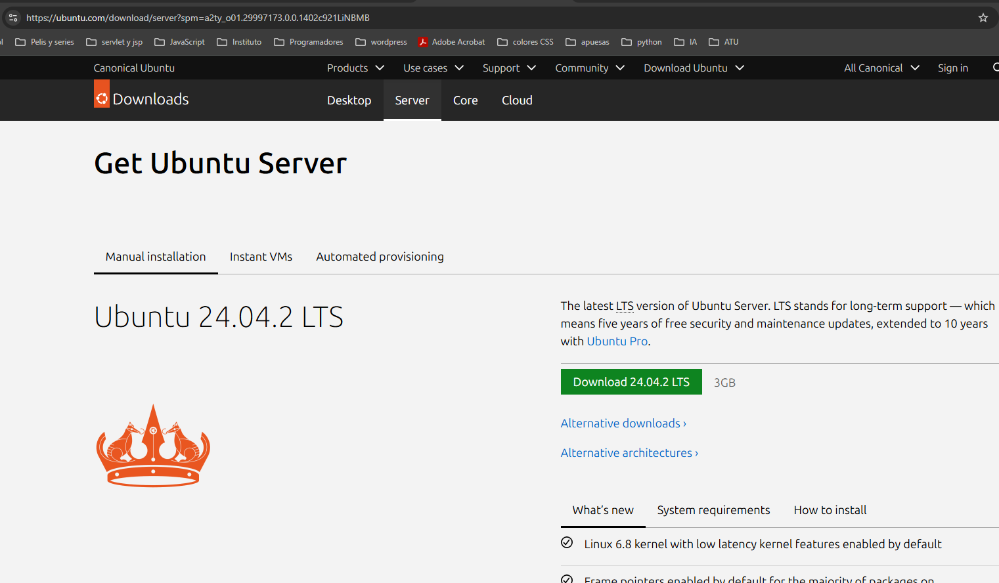 https://ubuntu.com/download/server?spm=a2ty_o01.29997173.0.0.1402c921LiNBMB
Pelis y series servlet y jsp JavaScript Instituto Programadores wordpress Adobe Acrobat colores CSS apuesas python IA ATU
Canonical Ubuntu Products Use cases Support Community Download Ubuntu All Canonical Sign in
Downloads Desktop Server Core Cloud
Get Ubuntu Server
Manual installation Instant VMs Automated provisioning
Ubuntu 24.04.2 LTS
The latest LTS version of Ubuntu Server. LTS stands for long-term support — which
means five years of free security and maintenance updates, extended to 10 years
with Ubuntu Pro.
Download 24.04.2 LTS 3GB
Alternative downloads ›
Alternative architectures ›
What's new System requirements How to install
Linux 6.8 kernel with low latency kernel features enabled by default
Frame pointers enabled by default for the majority of packages on